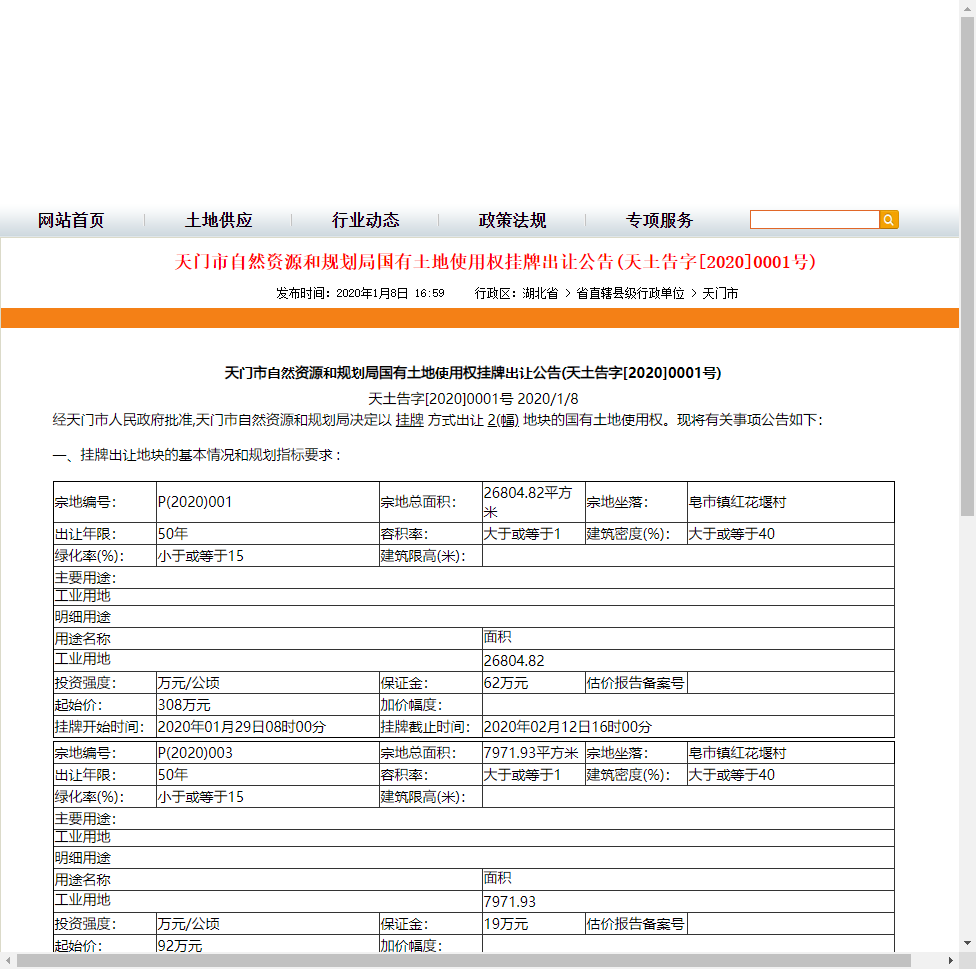 网站首页 土地供应 行业动态 政策法规 专项服务
天门市自然资源和规划局国有土地使用权挂牌出让公告(天土告字[2020]0001号)
发布时间：2020年1月8日 16:59 行政区：湖北省 > 省直辖县级行政单位 > 天门市
天门市自然资源和规划局国有土地使用权挂牌出让公告(天土告字[2020]0001号)
天土告字[2020]0001号 2020/1/8
经天门市人民政府批准,天门市自然资源和规划局决定以 挂牌 方式出让 2(幅) 地块的国有土地使用权。现将有关事项公告如下：
一、挂牌出让地块的基本情况和规划指标要求：
宗地编号： P(2020)001 宗地总面积： 26804.82平方米 宗地坐落： 皂市镇红花堰村
出让年限： 50年 容积率： 大于或等于1 建筑密度(%)： 大于或等于40
绿化率(%)： 小于或等于15 建筑限高(米)：
主要用途：
工业用地
明细用途
用途名称 面积
工业用地 26804.82
投资强度： 万元/公顷 保证金： 62万元 估价报告备案号
起始价： 308万元 加价幅度：
挂牌开始时间： 2020年01月29日08时00分 挂牌截止时间： 2020年02月12日16时00分
宗地编号： P(2020)003 宗地总面积： 7971.93平方米 宗地坐落： 皂市镇红花堰村
出让年限： 50年 容积率： 大于或等于1 建筑密度(%)： 大于或等于40
绿化率(%)： 小于或等于15 建筑限高(米)：
主要用途：
工业用地
明细用途
用途名称 面积
工业用地 7971.93
投资强度： 万元/公顷 保证金： 19万元 估价报告备案号
起始价： 92万元 加价幅度：